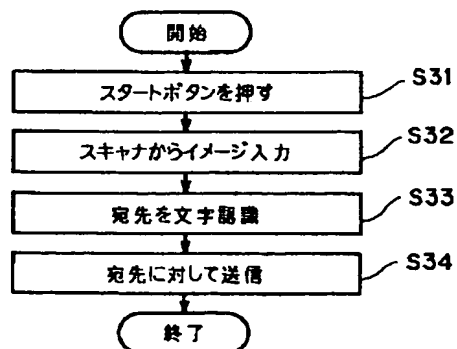 開始
スタートボタンを押す
S31
スキャナからイメージ入力
S32
宛先を文字認識
S33
宛先に対して送信
S34
終了